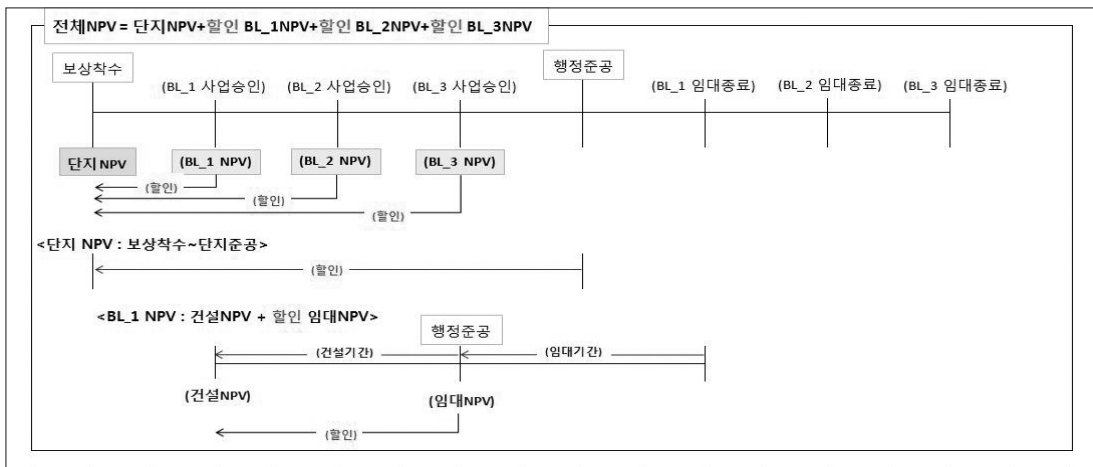 전체NPV = 단지NPV+할인 BL_1NPV+할인 BL_2NPV+할인 BL_3NPV
보상착수
행정준공
(BL_1 사업승인)
(BL_2 사업승인)
(BL_3 사업승인)
(BL_1 임대종료)
(BL_2 임대종료)
(BL_3 임대종료)
단지 NPV
(BL_1 NPV)
(BL_2 NPV)
(BL_3 NPV)
(할인)
(할인)
(할인)
<단지 NPV : 보상착수~단지준공>
(할인)
<BL_1 NPV : 건설NPV + 할인 임대NPV>
행정준공
(건설기간)
(임대기간)
(건설NPV)
(임대NPV)
(할인)